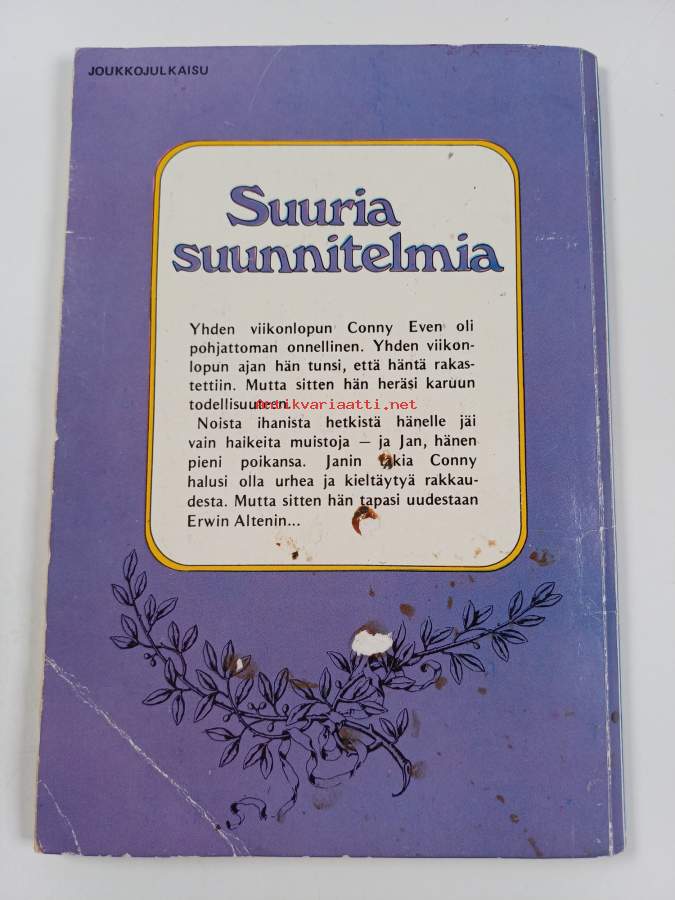 JOUKKOJULKAISU
Suuria
suunnitelmia
Yhden viikonlopun Conny Even oli
pohjattoman onnellinen. Yhden viikon-
lopun ajan hän tunsi, että häntä rakas-
tettiin. Mutta sitten hän heräsi karuun
todellisuuteen.
antikvariaatti.net
Noista ihanista hetkistä hänelle jäi
vain haikeita muistoja — ja Jan, hänen
pieni poikansa. Janin takia Conny
halusi olla urhea ja kieltäytyä rakkau-
desta. Mutta sitten hän tapasi uudestaan
Erwin Altenin...